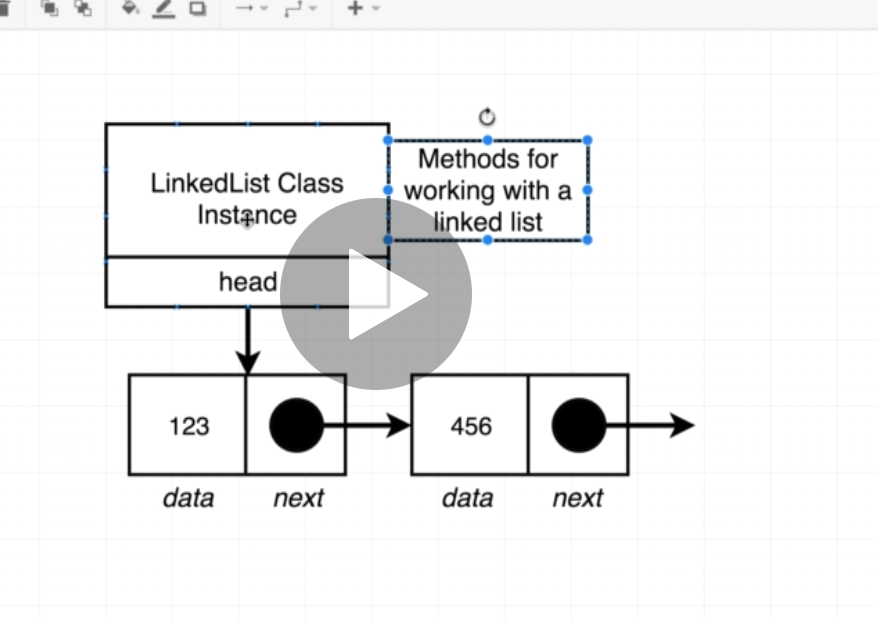 LinkedList Class
Instance
Methods for
working with a
linked list
head
123
456
data
next
data
next